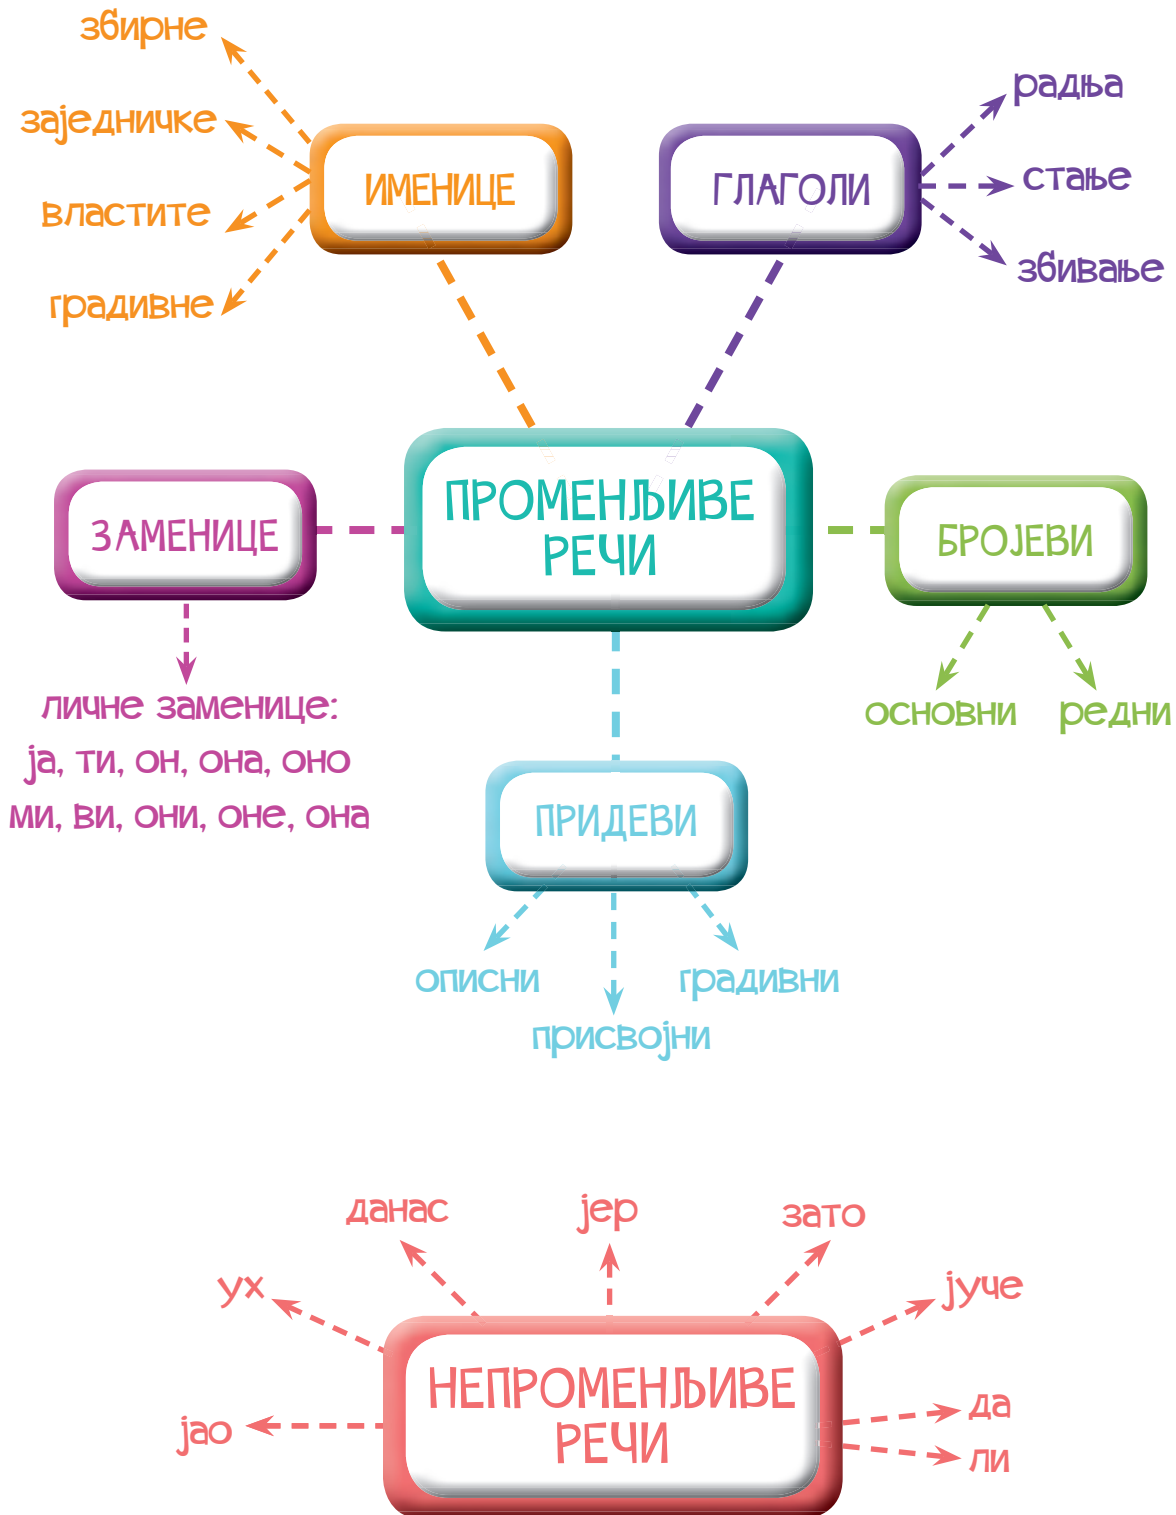 збирне
заједничке
властите
градивне
ИМЕНИЦЕ
ГЛАГОЛИ
радња
стање
збивање
ПРОМЕНЉИВЕ
РЕЧИ
ЗАМЕНИЦЕ
личне заменице:
ја, ти, он, она, оно
ми, ви, они, оне, она
БРОЈЕВИ
основни
редни
ПРИДЕВИ
описни
присвојни
градивни
данас
јер
зато
ух
јуче
јао
НЕПРОМЕНЉИВЕ
РЕЧИ
да
ли